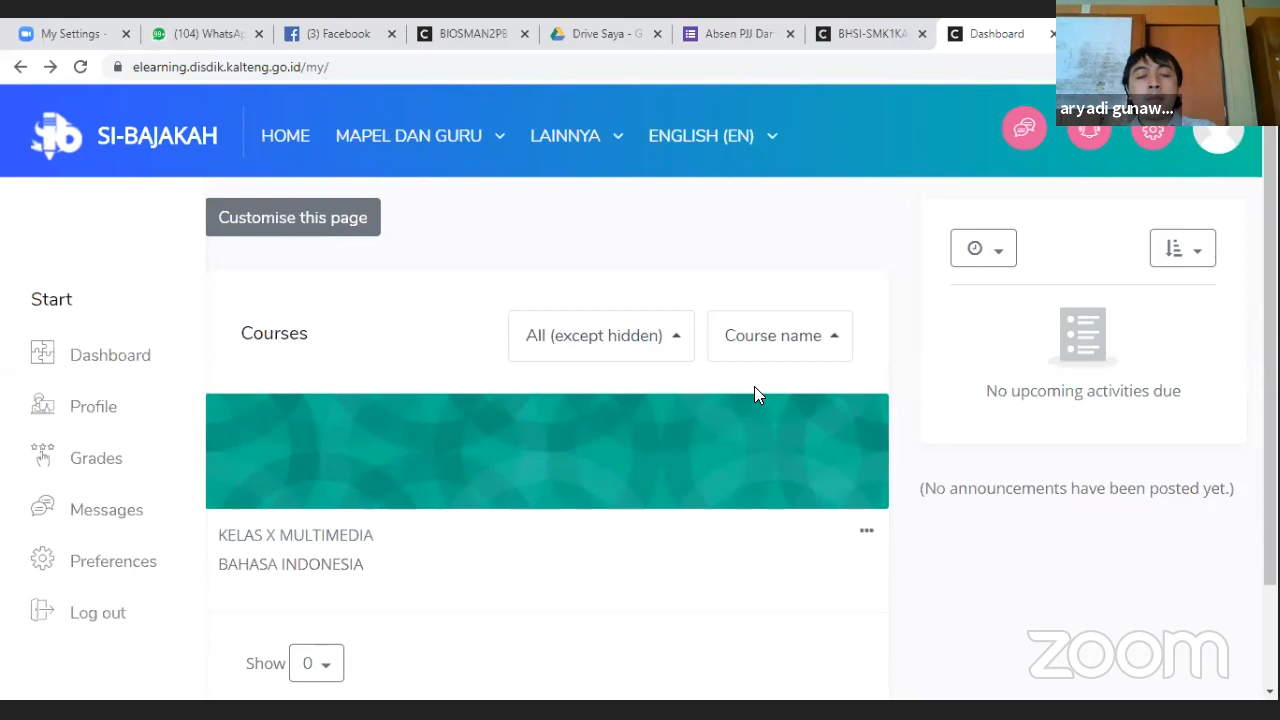 My Settings -
(104) WhatsA
(3) Facebook
BIOSMAN2PB
Drive Saya - G
Absen PJJ Dar
BHSI-SMK1KA
Dashboard
elearning.disdik.kalteng.go.id/my/
aryadi gunaw...
SI-BAJAKAH
HOME
MAPEL DAN GURU
LAINNYA
ENGLISH (EN)
Customise this page
Start
Dashboard
Profile
Grades
Messages
Preferences
Log out
Courses
All (except hidden)
Course name
KELAS X MULTIMEDIA
BAHASA INDONESIA
Show 0
No upcoming activities due
(No announcements have been posted yet.)
zoom